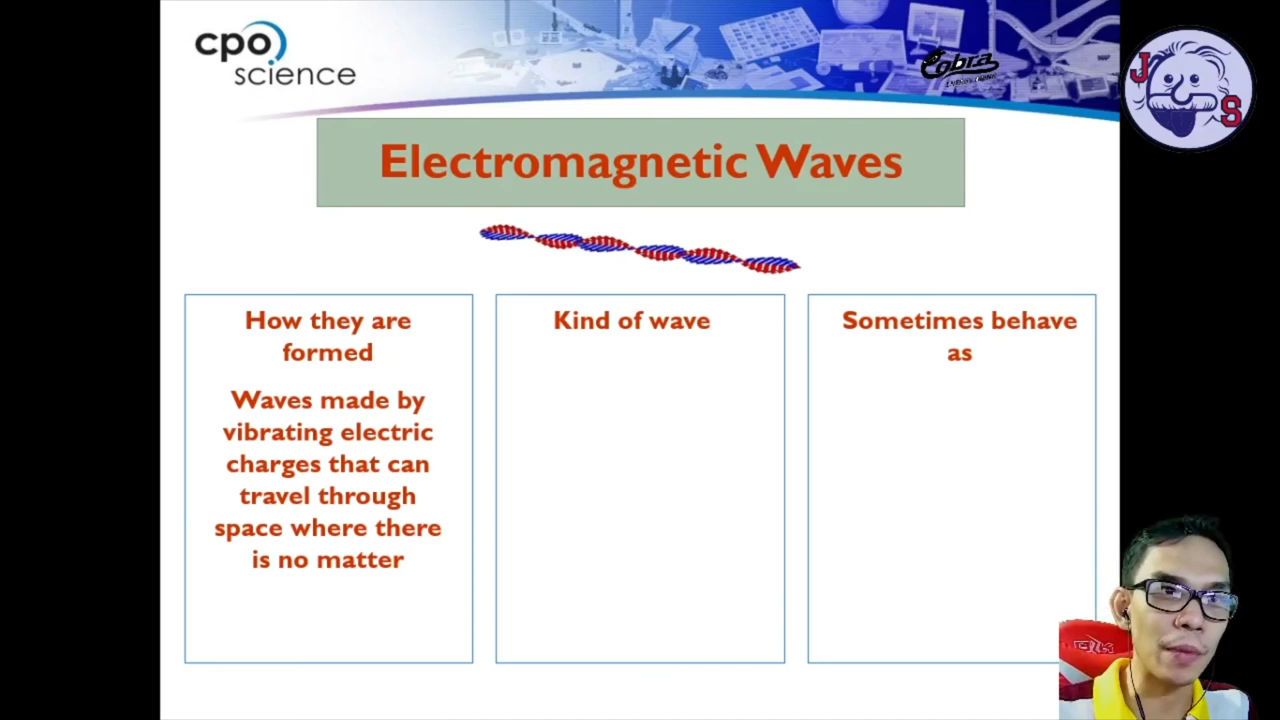 cpo
science
Cobra
J
S
Electromagnetic Waves
How they are
formed
Waves made by
vibrating electric
charges that can
travel through
space where there
is no matter
Kind of wave
Sometimes behave
as